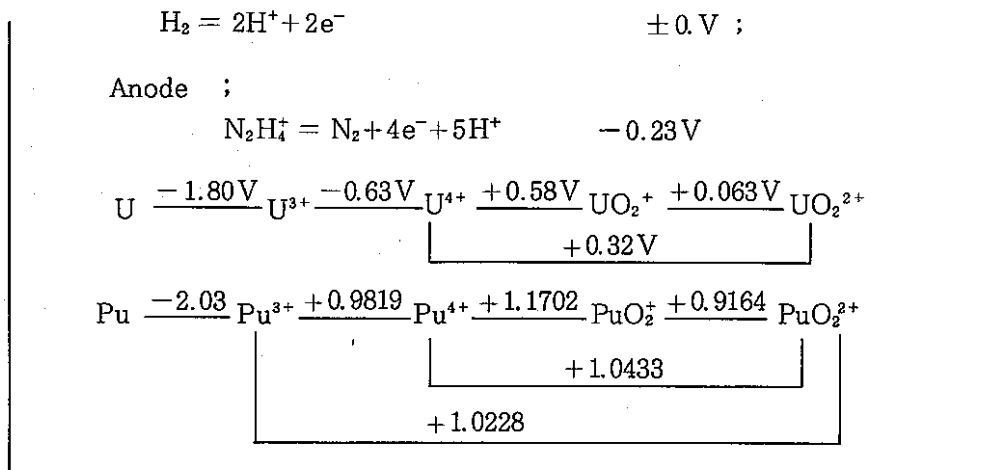 H₂ = 2H⁺+2e⁻ ±0.V ;
Anode ;
N₂H₄⁺ = N₂+4e⁻+5H⁺ −0.23V
U −1.80V U³⁺ −0.63V U⁴⁺ +0.58V UO₂⁺ +0.063V UO₂²⁺
+0.32V
Pu −2.03 Pu³⁺ +0.9819 Pu⁴⁺ +1.1702 PuO₂⁺ +0.9164 PuO₂²⁺
+1.0433
+1.0228